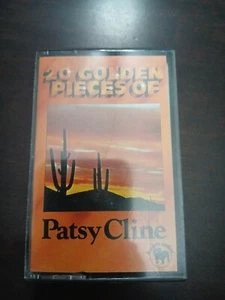 20 GOLDEN
PIECES OF
Patsy Cline